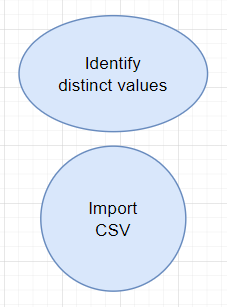 Identify
distinct values
Import
CSV